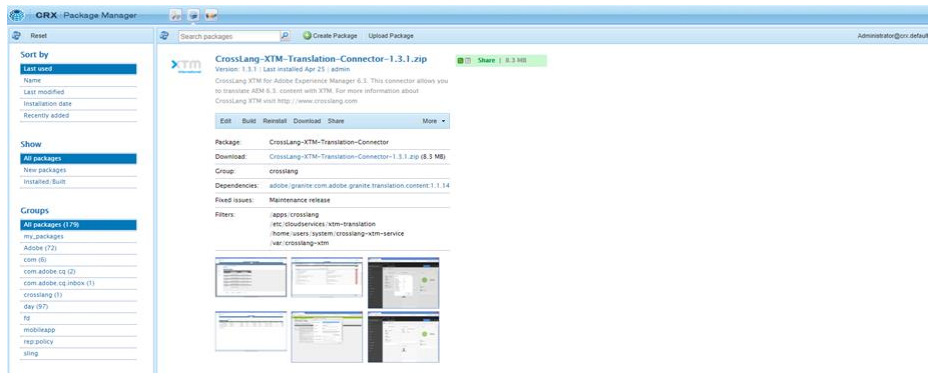 CRX | Package Manager
Reset
Search packages
Create Package
Upload Package
Administrator@crx.default
Sort by
Last used
Name
Last modified
Installation date
Recently added
Show
All packages
New packages
Installed/Built
Groups
All packages (179)
my_packages
Adobe (72)
com (6)
com.adobe.cq (2)
com.adobe.cq.inbox (1)
crosslang (1)
day (97)
fd
mobileapp
rep:policy
sling
XTM
International
CrossLang-XTM-Translation-Connector-1.3.1.zip
Share | 8.3 MB
Version: 1.3.1 | Last installed Apr 25 | admin
CrossLang XTM for Adobe Experience Manager 6.3. This connector allows you
to translate AEM 6.3. content with XTM. For more information about
CrossLang XTM visit http://www.crosslang.com
Edit Build Reinstall Download Share More
Package: CrossLang-XTM-Translation-Connector
Download: CrossLang-XTM-Translation-Connector-1.3.1.zip (8.3 MB)
Group: crosslang
Dependencies: adobe/granite:com.adobe.granite.translation.content:1.1.14
Fixed issues: Maintenance release
Filters: /apps/crosslang
/etc/cloudservices/xtm-translation
/home/users/system/crosslang-xtm-service
/var/crosslang-xtm